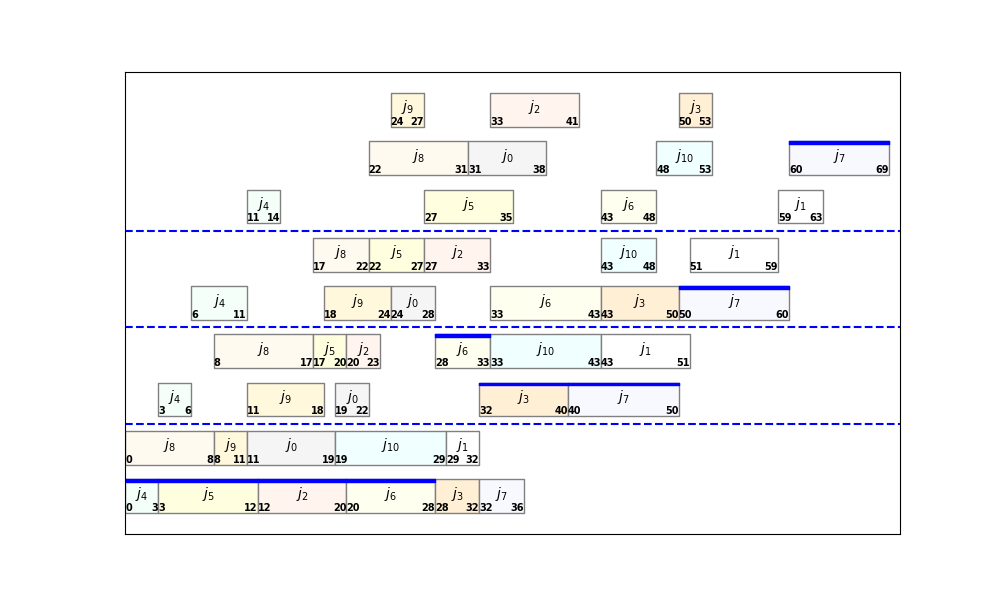 j9 j2 j3
24 27 33 41 50 53
j8 j0 j10 j7
22 31 31 38 48 53 60 69
j4 j5 j6 j1
11 14 27 35 43 48 59 63
j8 j5 j2 j10 j1
17 22 22 27 27 33 43 48 51 59
j4 j9 j0 j6 j3 j7
6 11 18 24 24 28 33 43 43 50 50 60
j8 j5 j2 j6 j10 j1
8 17 17 20 20 23 28 33 33 43 43 51
j4 j9 j0 j3 j7
3 6 11 18 19 22 32 40 40 50
j8 j9 j0 j10 j1
0 8 8 11 11 19 19 29 29 32
j4 j5 j2 j6 j3 j7
0 3 3 12 12 20 20 28 28 32 32 36